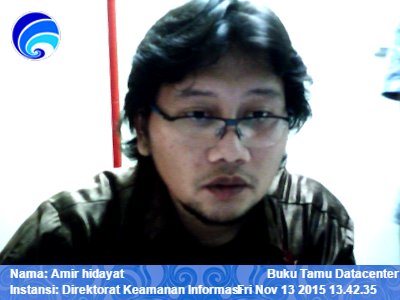 Nama: Amir hidayat Buku Tamu Datacenter
Instansi: Direktorat Keamanan Informasi Fri Nov 13 2015 13.42.35